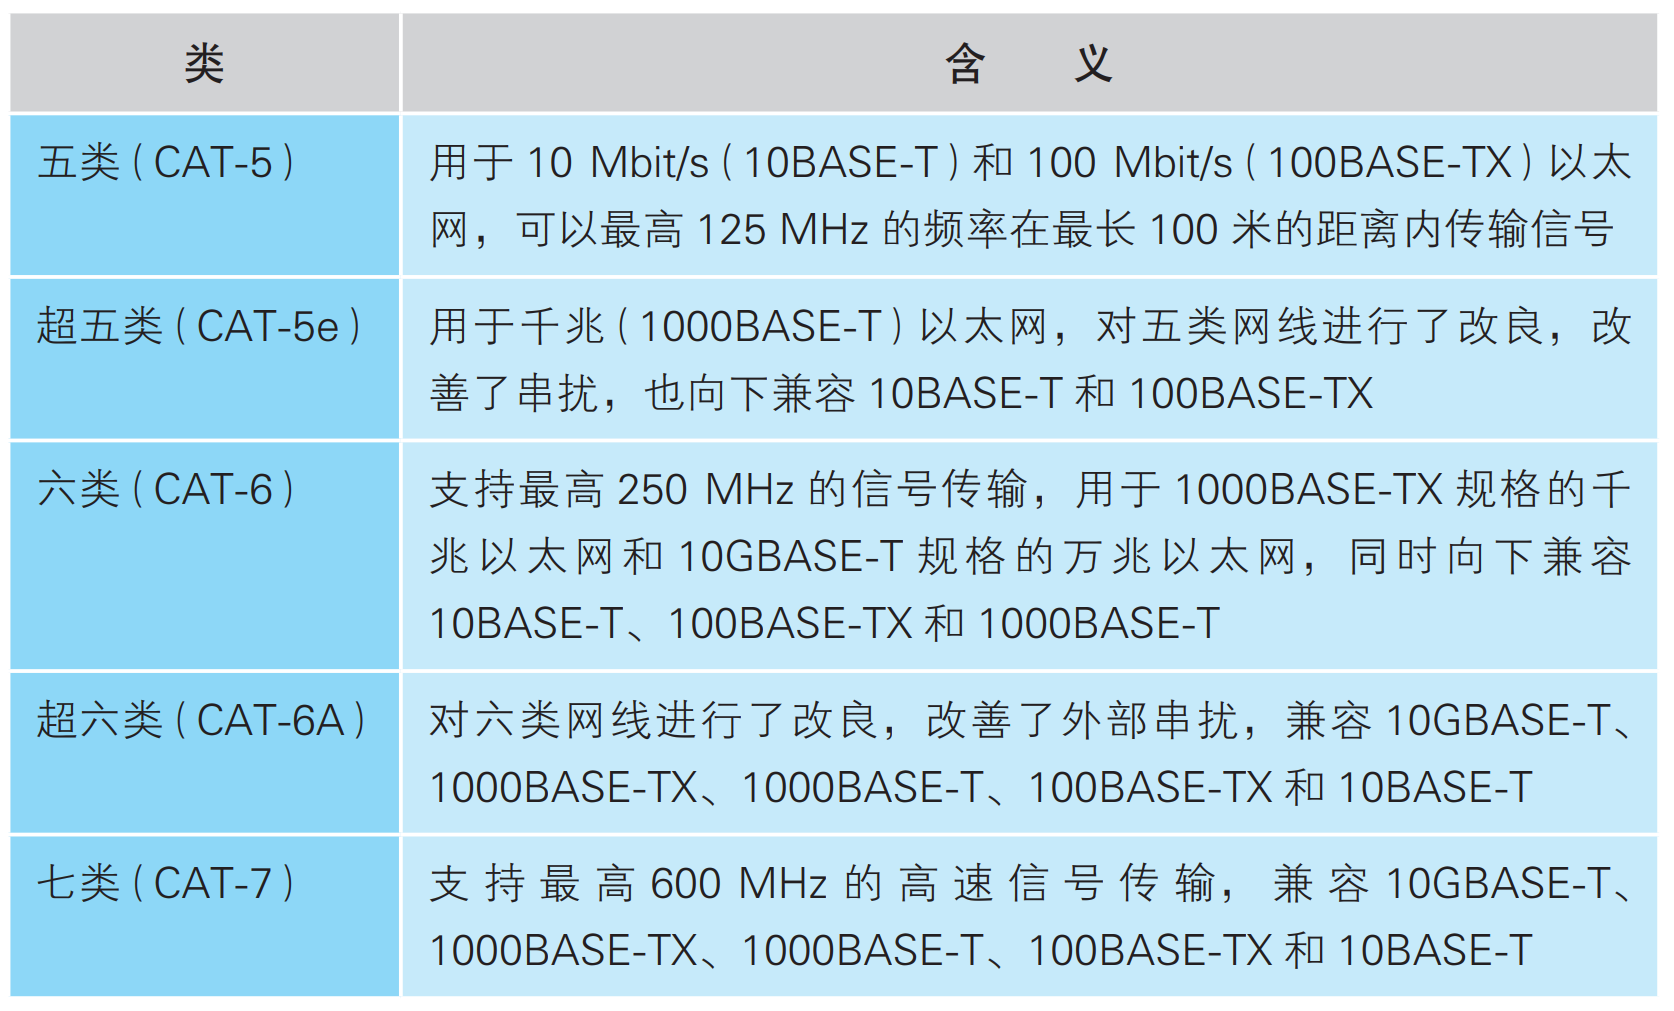 类
含 义
五类（CAT-5）
用于 10 Mbit/s（10BASE-T）和 100 Mbit/s（100BASE-TX）以太
网，可以最高 125 MHz 的频率在最长 100 米的距离内传输信号
超五类（CAT-5e）
用于千兆（1000BASE-T）以太网，对五类网线进行了改良，改
善了串扰，也向下兼容 10BASE-T 和 100BASE-TX
六类（CAT-6）
支持最高 250 MHz 的信号传输，用于 1000BASE-TX 规格的千
兆以太网和 10GBASE-T 规格的万兆以太网，同时向下兼容
10BASE-T、100BASE-TX 和 1000BASE-T
超六类（CAT-6A）
对六类网线进行了改良，改善了外部串扰，兼容 10GBASE-T、
1000BASE-TX、1000BASE-T、100BASE-TX 和 10BASE-T
七类（CAT-7）
支持最高 600 MHz 的高速信号传输，兼容 10GBASE-T、
1000BASE-TX、1000BASE-T、100BASE-TX 和 10BASE-T